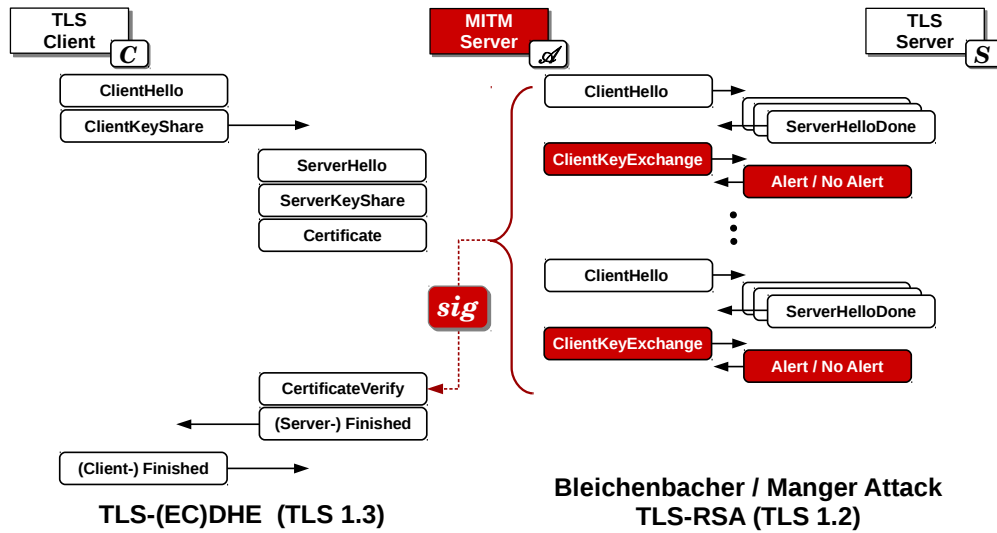 TLS
Client
C
MITM
Server
𝒜
TLS
Server
S
ClientHello
ClientKeyShare
ServerHello
ServerKeyShare
Certificate
sig
CertificateVerify
(Server-) Finished
(Client-) Finished
TLS-(EC)DHE (TLS 1.3)
ClientHello
ServerHelloDone
ClientKeyExchange
Alert / No Alert
ClientHello
ServerHelloDone
ClientKeyExchange
Alert / No Alert
Bleichenbacher / Manger Attack
TLS-RSA (TLS 1.2)